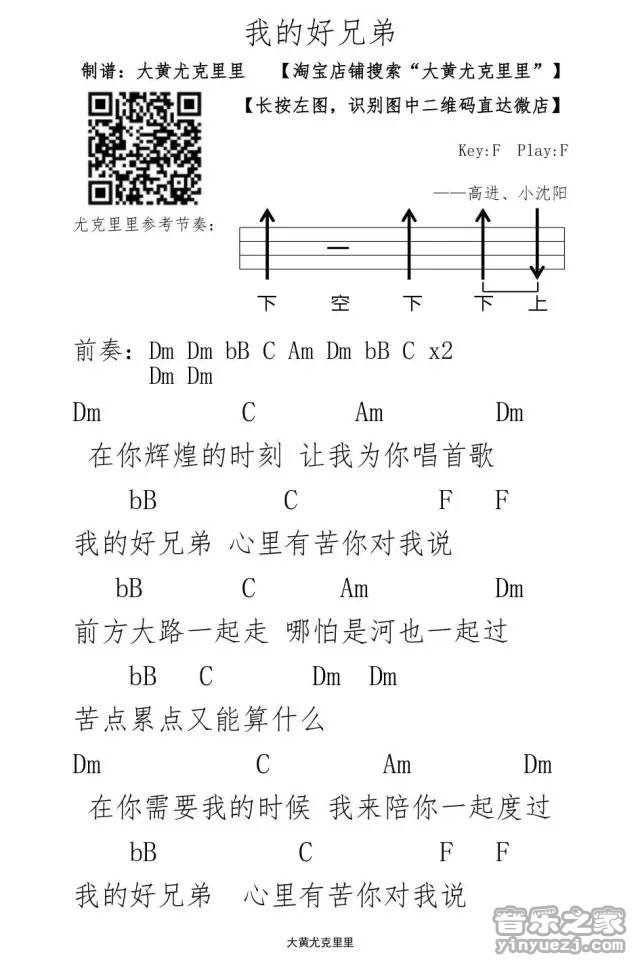 我的好兄弟
制谱：大黄尤克里里 【淘宝店铺搜索“大黄尤克里里”】
【长按左图，识别图中二维码直达微店】
Key:F Play:F
——高进、小沈阳
尤克里里参考节奏：
下 空 下 下 上
前奏：Dm Dm bB C Am Dm bB C x2
Dm Dm
Dm C Am Dm
在你辉煌的时刻 让我为你唱首歌
bB C F F
我的好兄弟 心里有苦你对我说
bB C Am Dm
前方大路一起走 哪怕是河也一起过
bB C Dm Dm
苦点累点又能算什么
Dm C Am Dm
在你需要我的时候 我来陪你一起度过
bB C F F
我的好兄弟 心里有苦你对我说
大黄尤克里里
音乐之家
yinyuezj.com